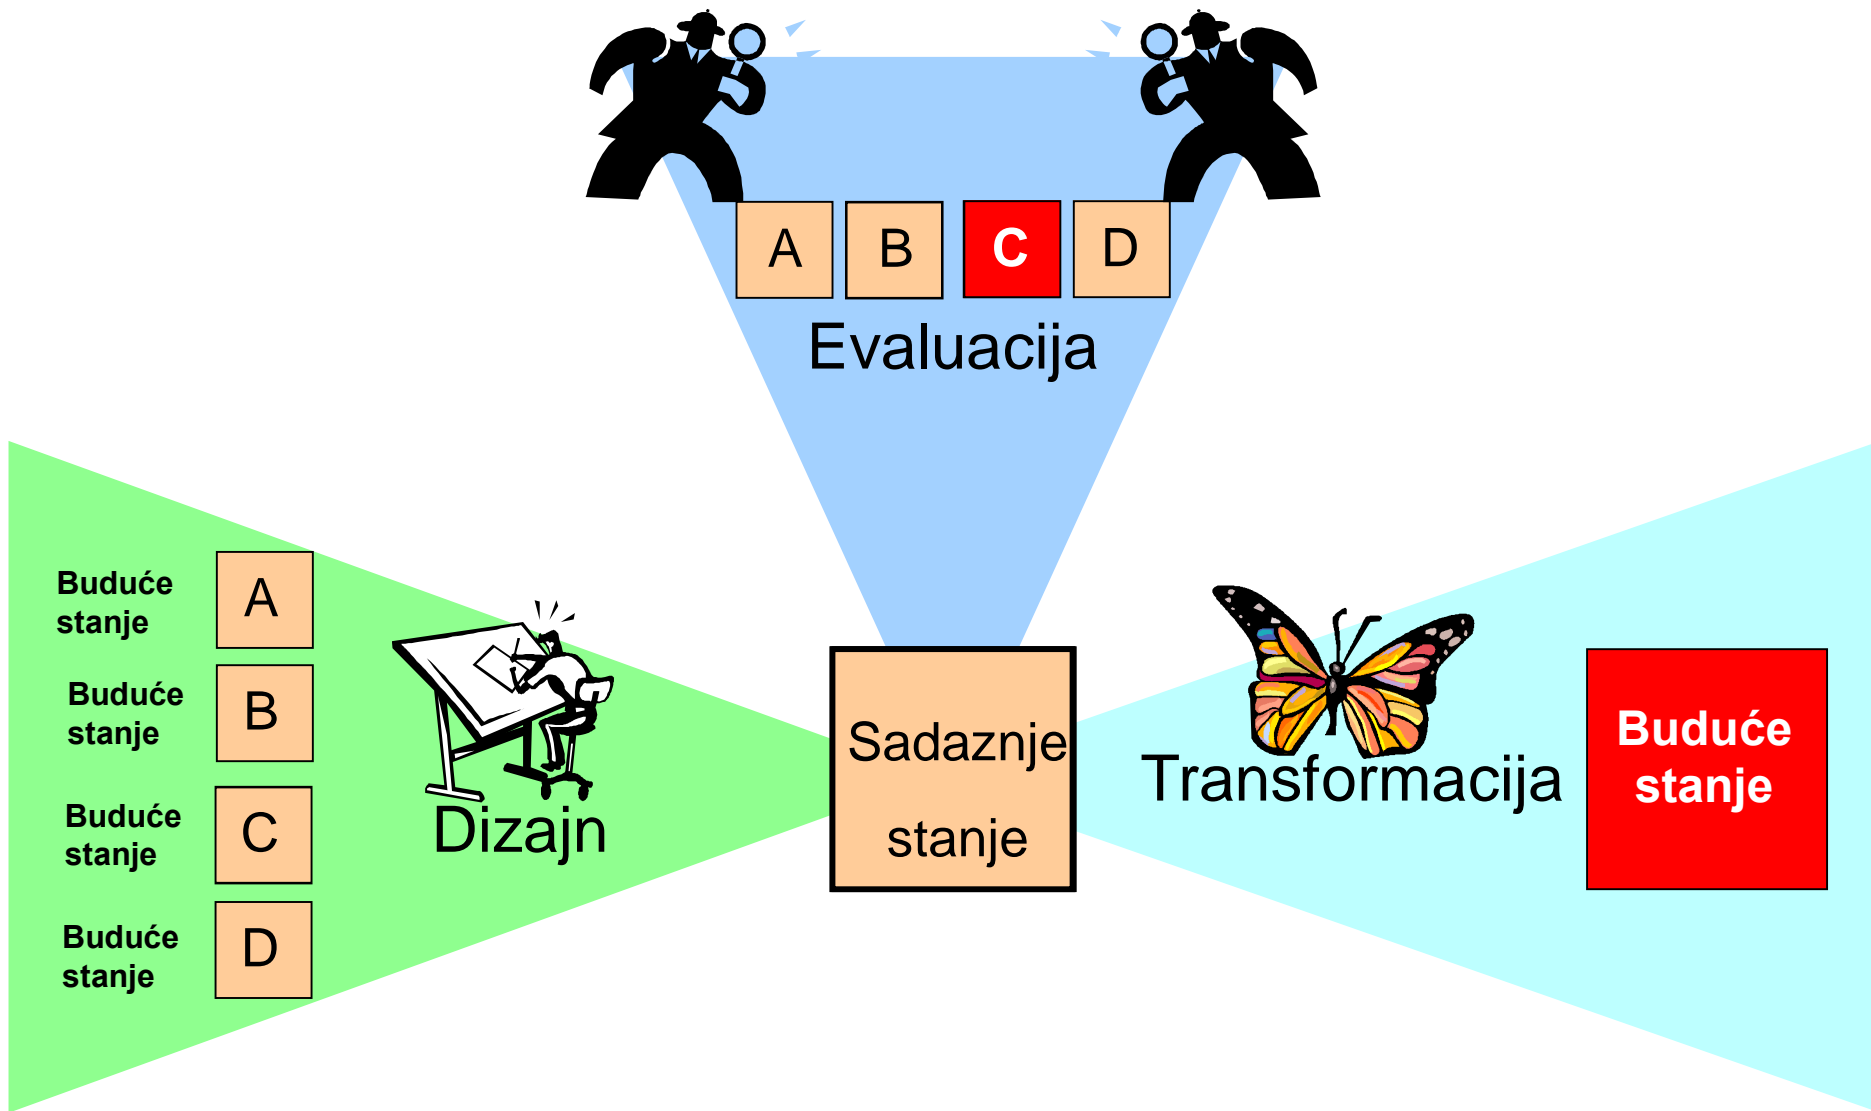 A B C D
Evaluacija
Buduće
stanje
A
Buduće
stanje
B
Buduće
stanje
C
Buduće
stanje
D
Dizajn
Sadaznje
stanje
Transformacija
Buduće
stanje